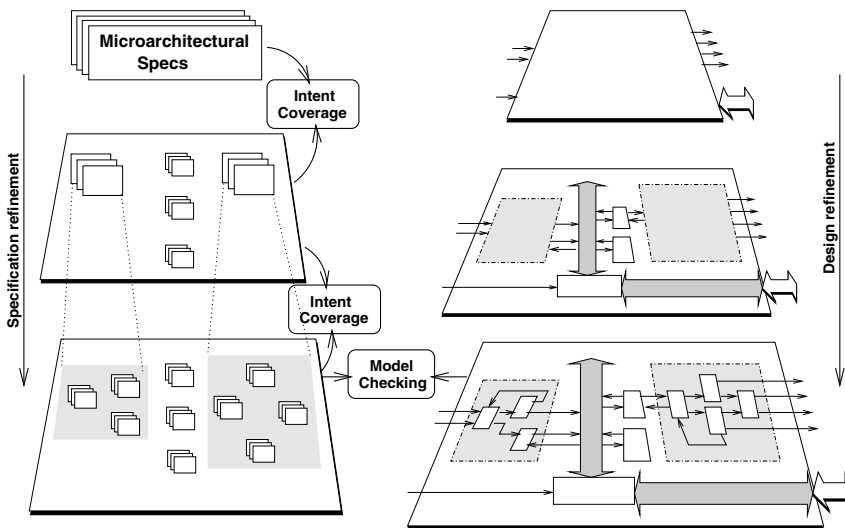 Microarchitectural
Specs
Intent
Coverage
Specification refinement
Design refinement
Intent
Coverage
Model
Checking